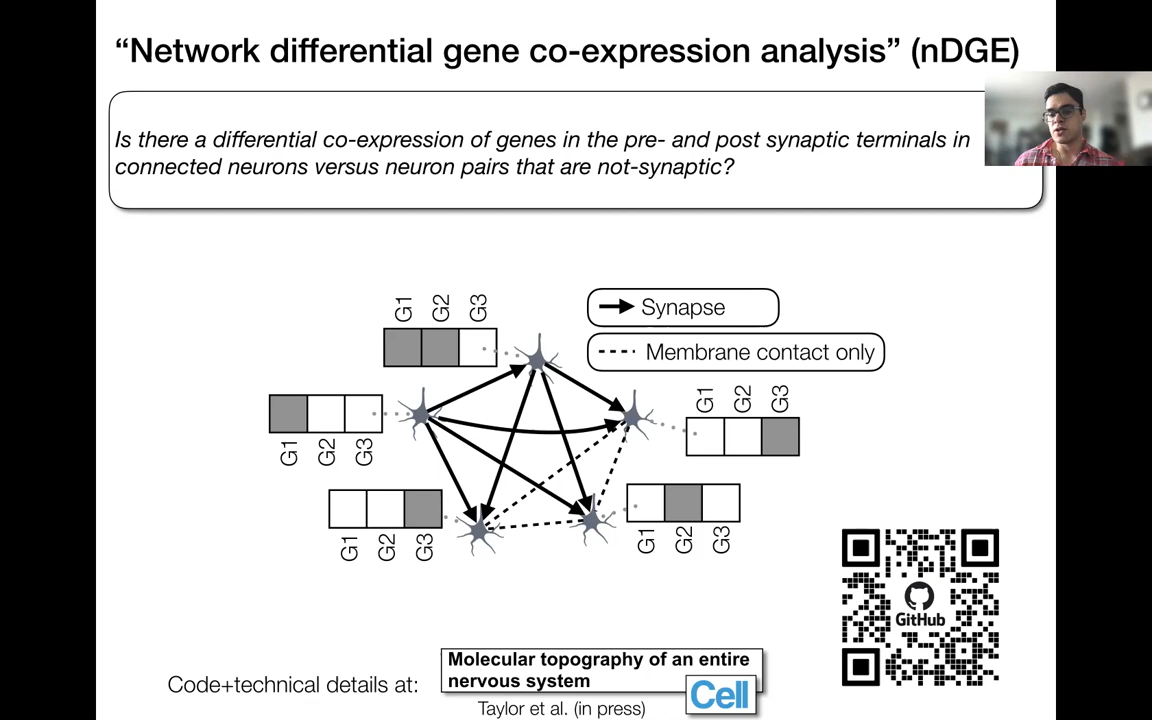 “Network differential gene co-expression analysis” (nDGE)
Is there a differential co-expression of genes in the pre- and post synaptic terminals in
connected neurons versus neuron pairs that are not-synaptic?
G1 G2 G3
Synapse
Membrane contact only
G1 G2 G3
G1 G2 G3
G1 G2 G3
G1 G2 G3
GitHub
Code+technical details at:
Molecular topography of an entire
nervous system
Cell
Taylor et al. (in press)